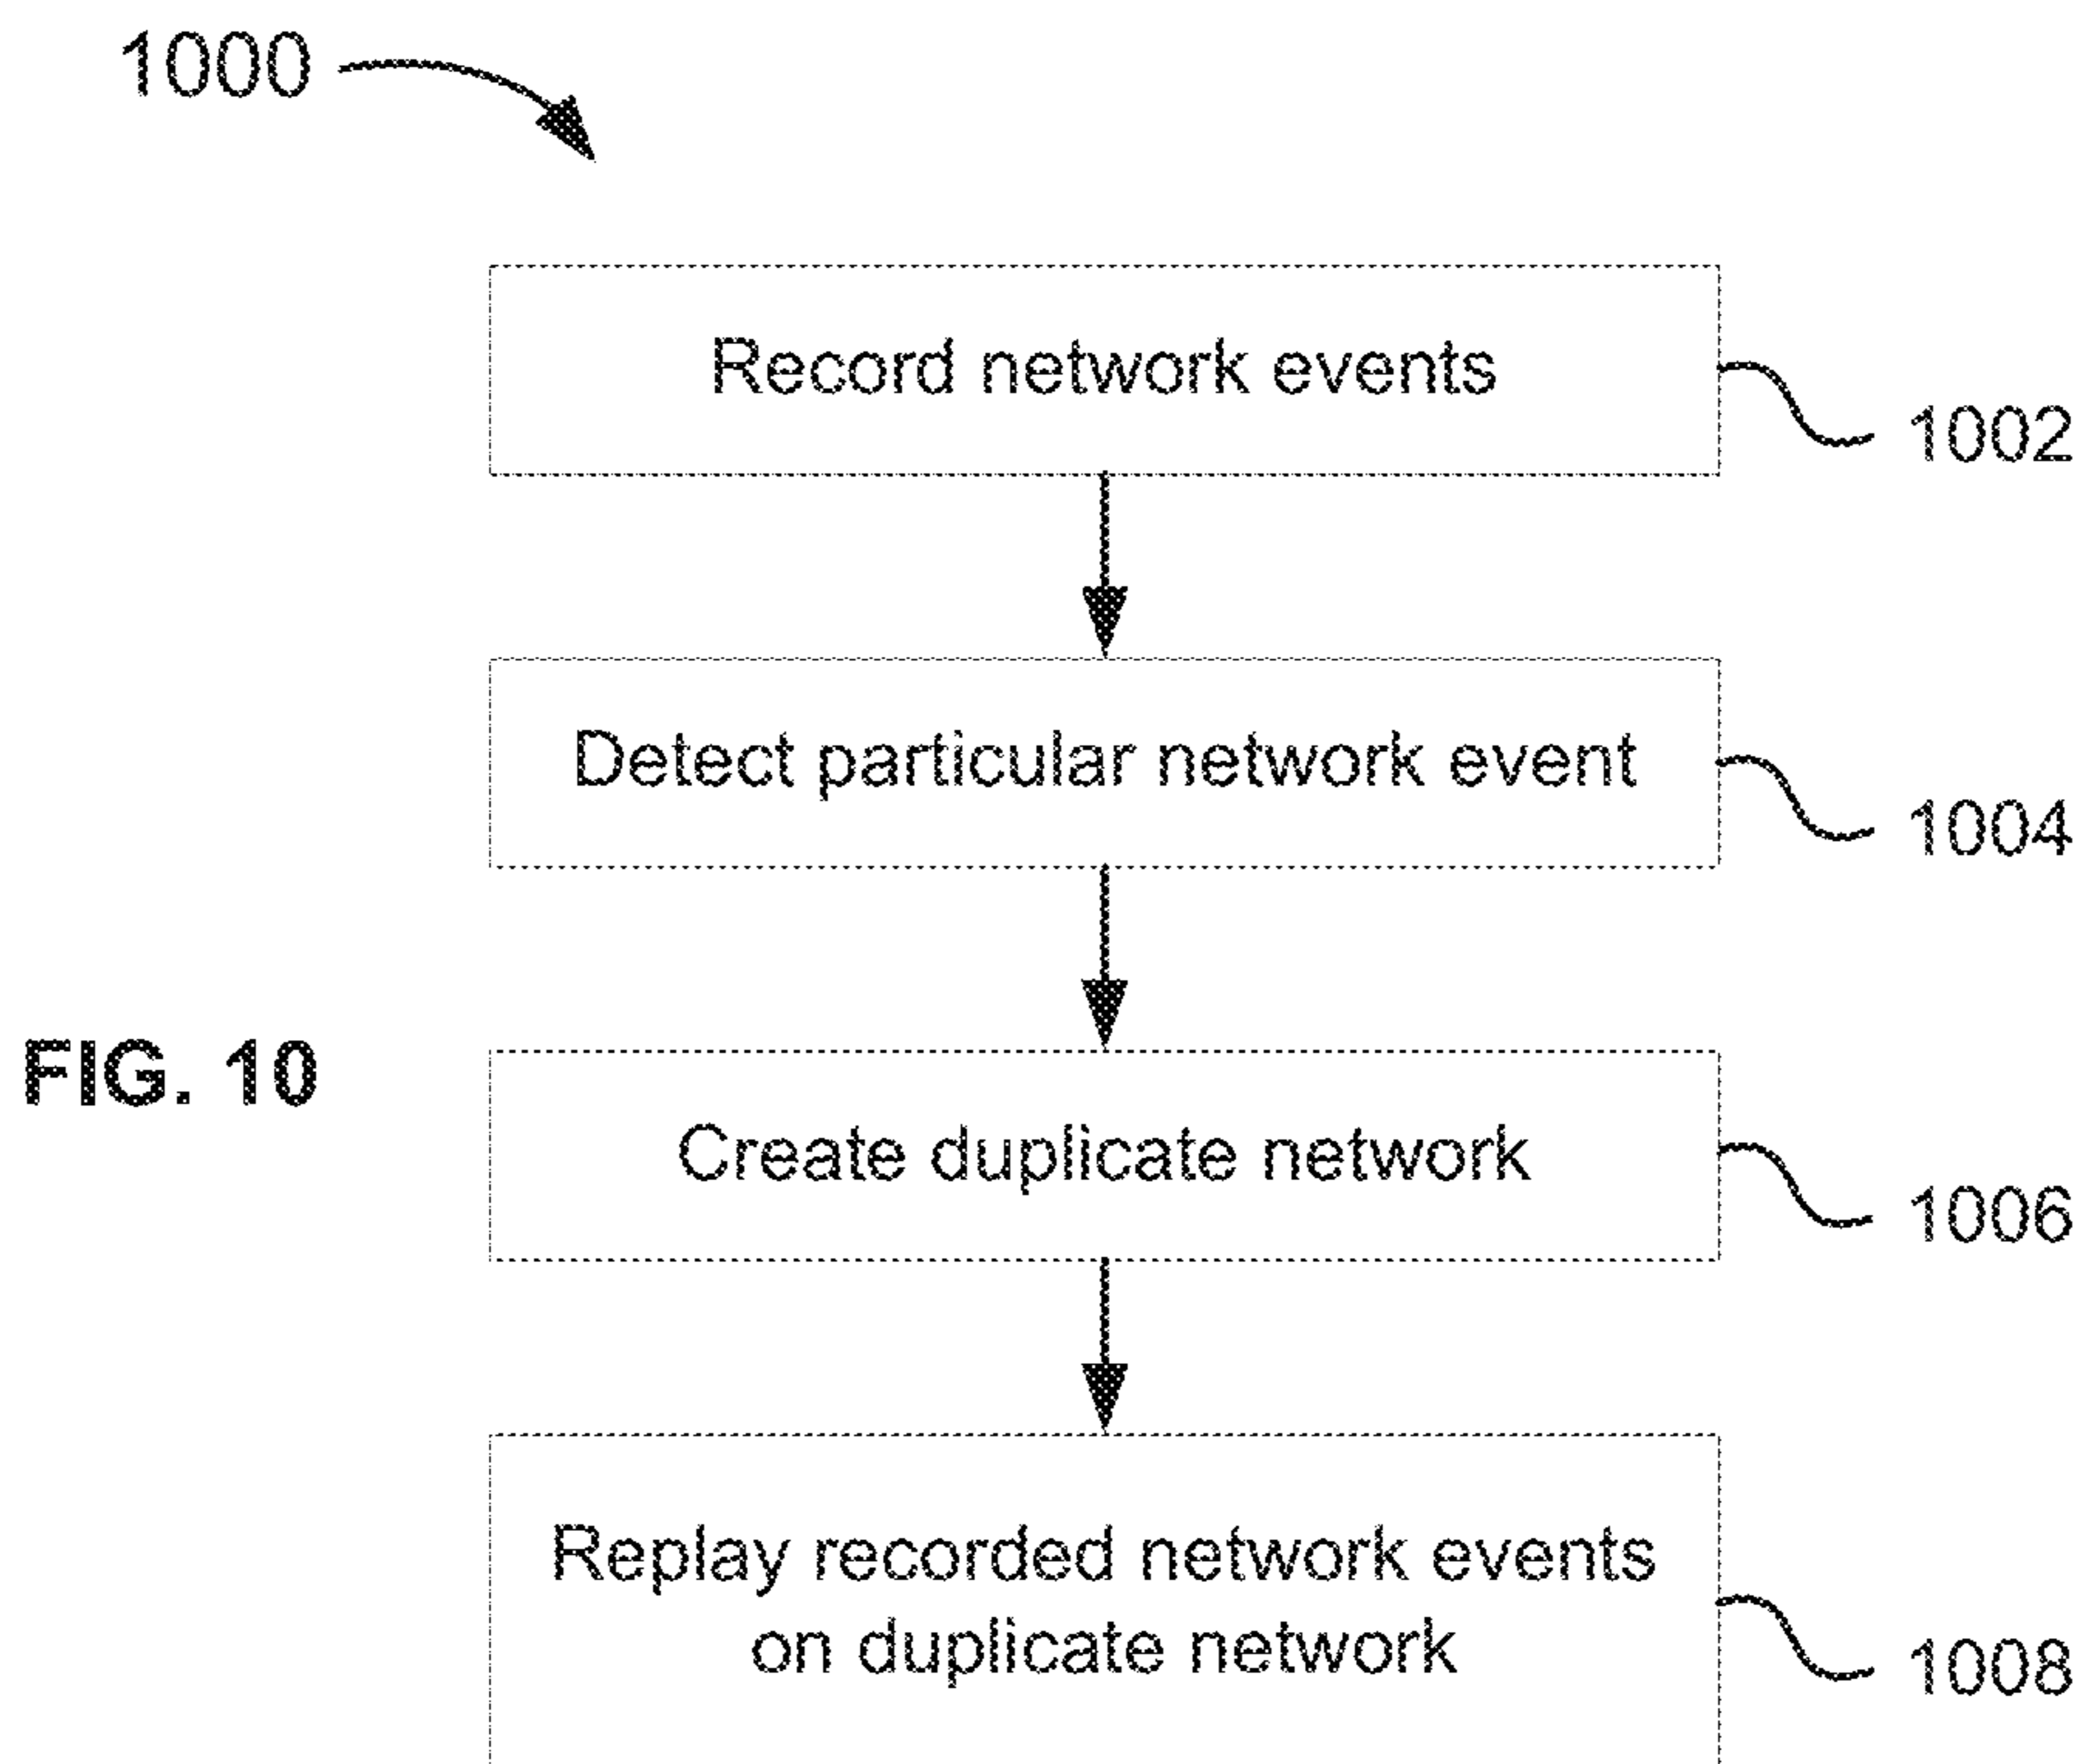 1000
Record network events
1002
Detect particular network event
1004
FIG. 10
Create duplicate network
1006
Replay recorded network events
on duplicate network
1008